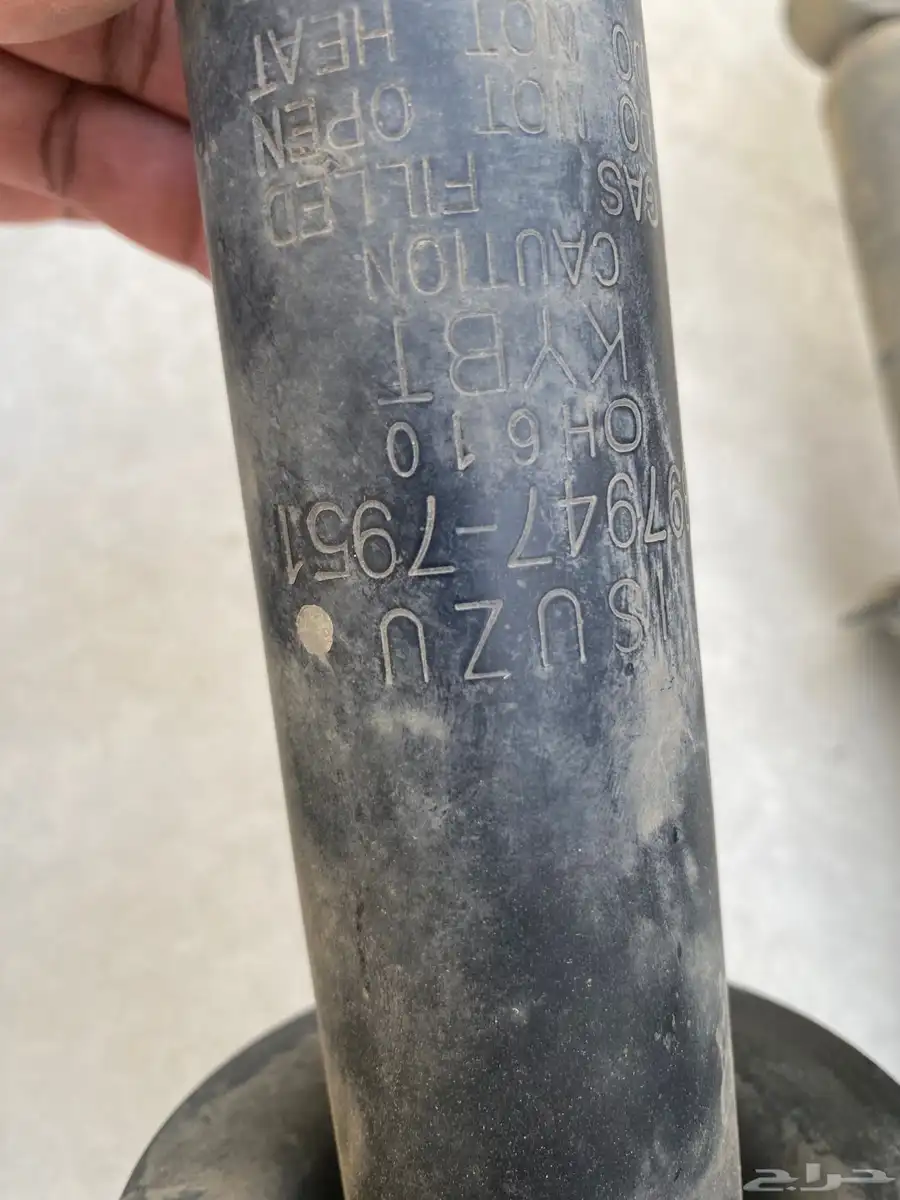 ISUZU
97947-7951
OH610
KYBT
CAUTION
GAS FILLED
DO NOT OPEN
DO NOT HEAT
حراج